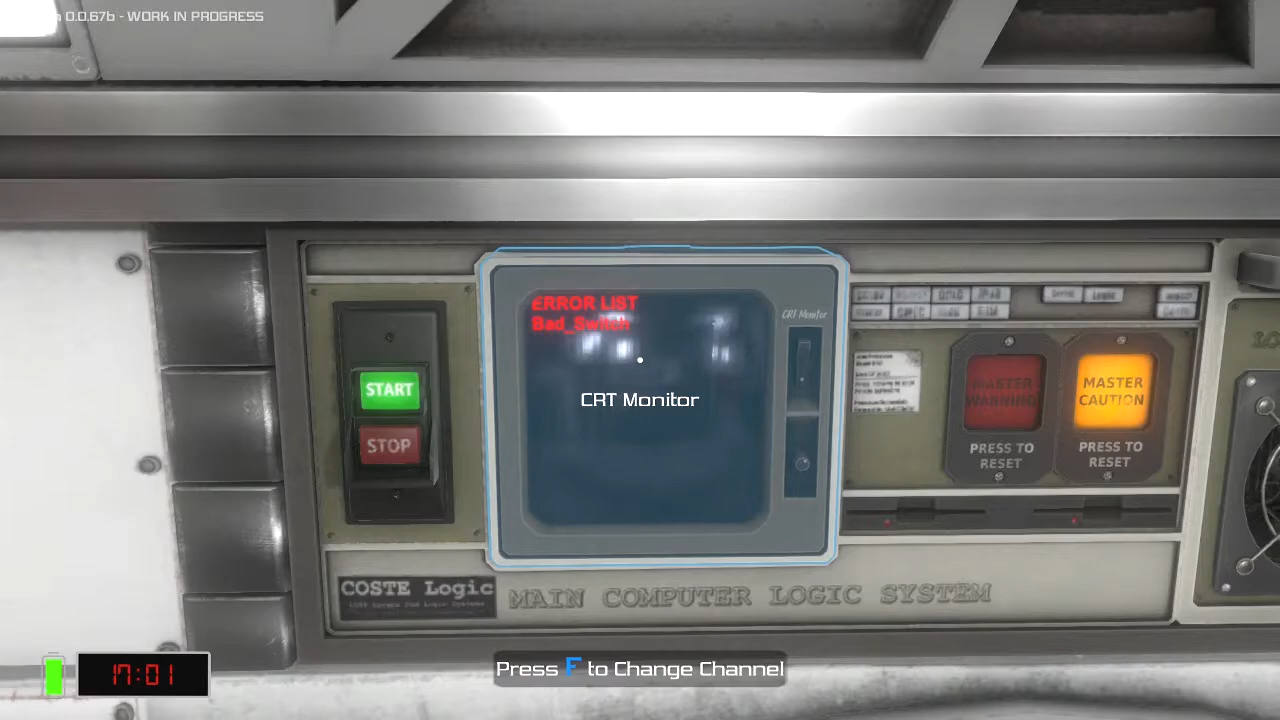 0.0.67b - WORK IN PROGRESS
ERROR LIST
Bad_Switch
CRT Monitor
START
STOP
CRT Monitor
MASTER
WARNING
PRESS TO
RESET
MASTER
CAUTION
PRESS TO
RESET
COSTE Logic
MAIN COMPUTER LOGIC SYSTEM
Press F to Change Channel
17:01